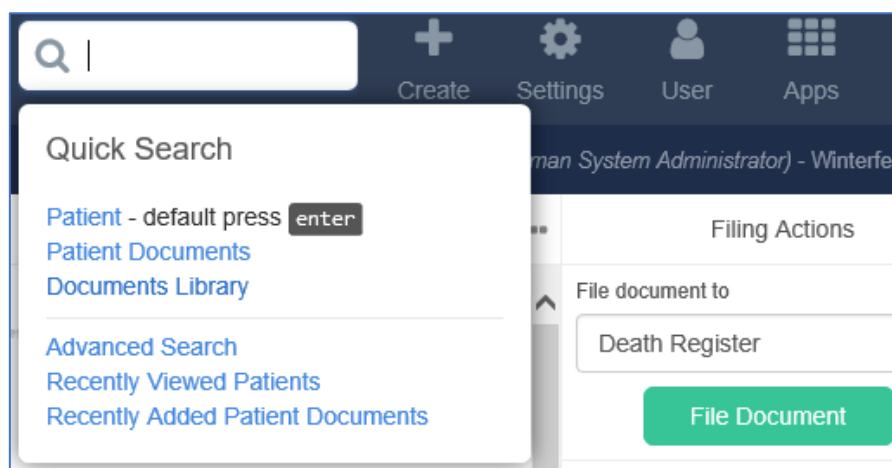 Create Settings User Apps
Quick Search
man System Administrator) - Winterfe
Patient - default press enter
Patient Documents
Documents Library
Advanced Search
Recently Viewed Patients
Recently Added Patient Documents
Filing Actions
File document to
Death Register
File Document